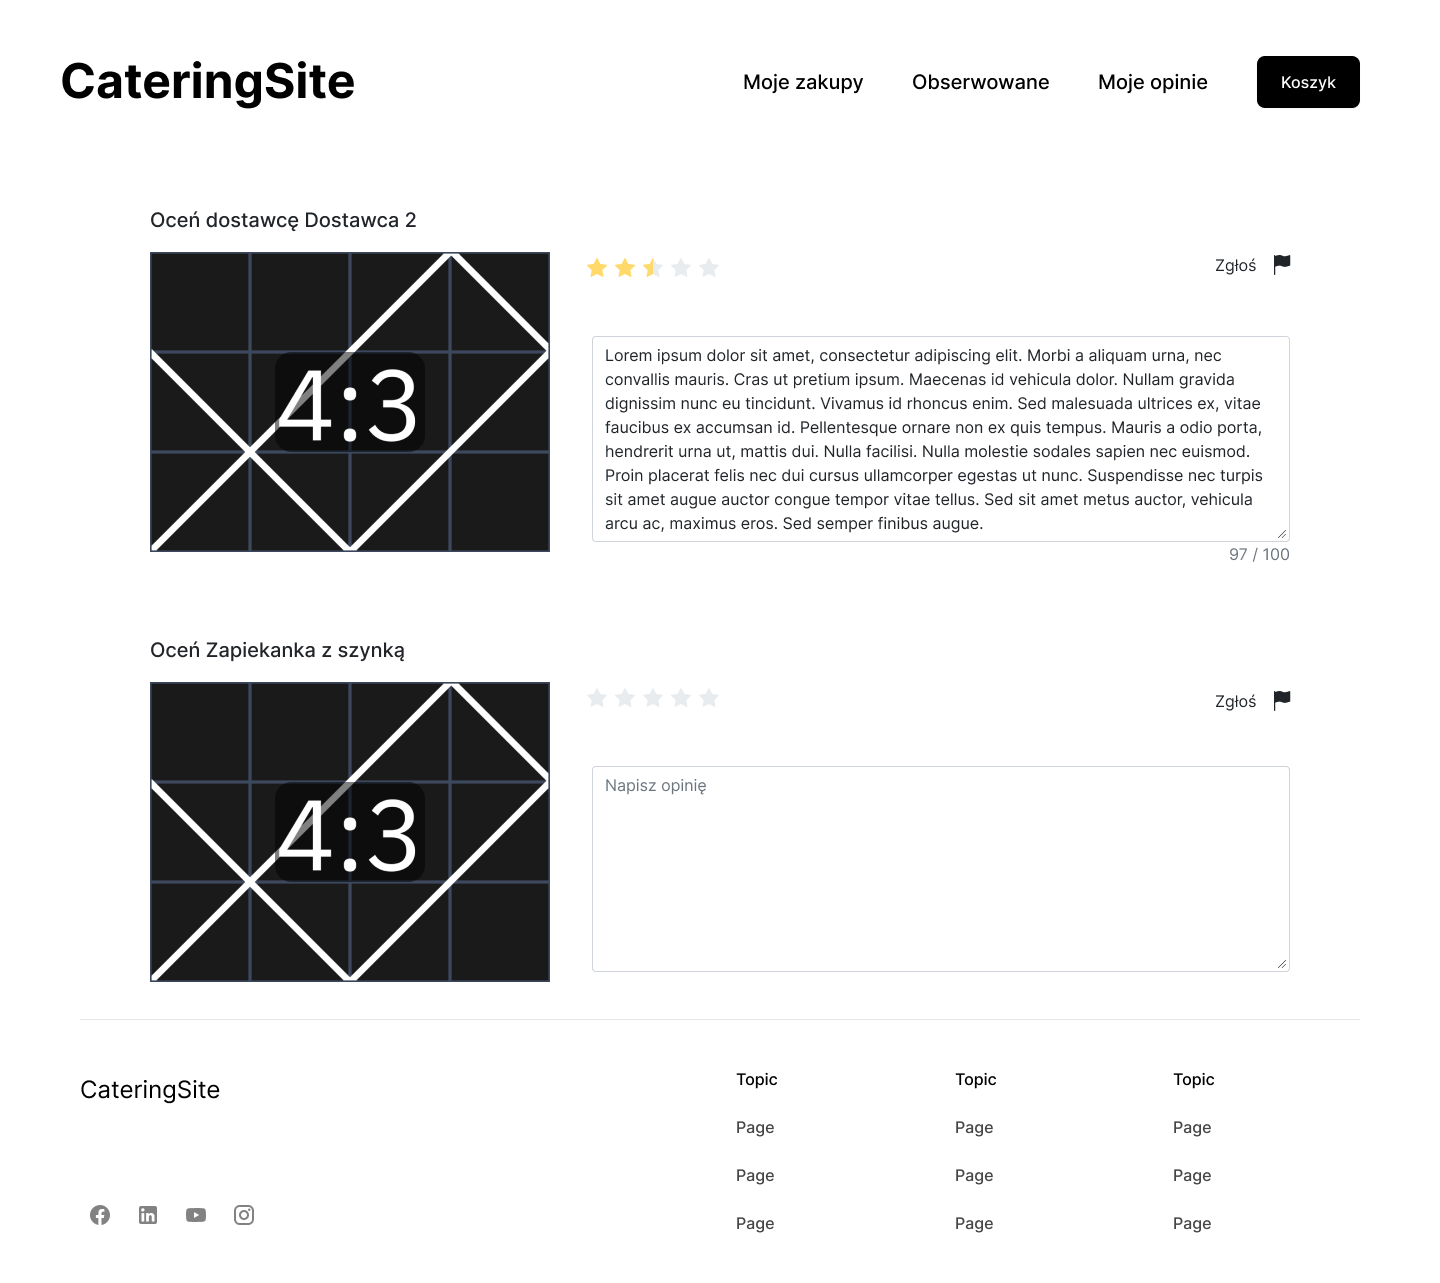 CateringSite
Moje zakupy
Obserwowane
Moje opinie
Koszyk
Oceń dostawcę Dostawca 2
4:3
Zgłoś
Lorem ipsum dolor sit amet, consectetur adipiscing elit. Morbi a aliquam urna, nec
convallis mauris. Cras ut pretium ipsum. Maecenas id vehicula dolor. Nullam gravida
dignissim nunc eu tincidunt. Vivamus id rhoncus enim. Sed malesuada ultrices ex, vitae
faucibus ex accumsan id. Pellentesque ornare non ex quis tempus. Mauris a odio porta,
hendrerit urna ut, mattis dui. Nulla facilisi. Nulla molestie sodales sapien nec euismod.
Proin placerat felis nec dui cursus ullamcorper egestas ut nunc. Suspendisse nec turpis
sit amet augue auctor congue tempor vitae tellus. Sed sit amet metus auctor, vehicula
arcu ac, maximus eros. Sed semper finibus augue.
97 / 100
Oceń Zapiekanka z szynką
4:3
Zgłoś
Napisz opinię
CateringSite
Topic
Page
Page
Page
Topic
Page
Page
Page
Topic
Page
Page
Page